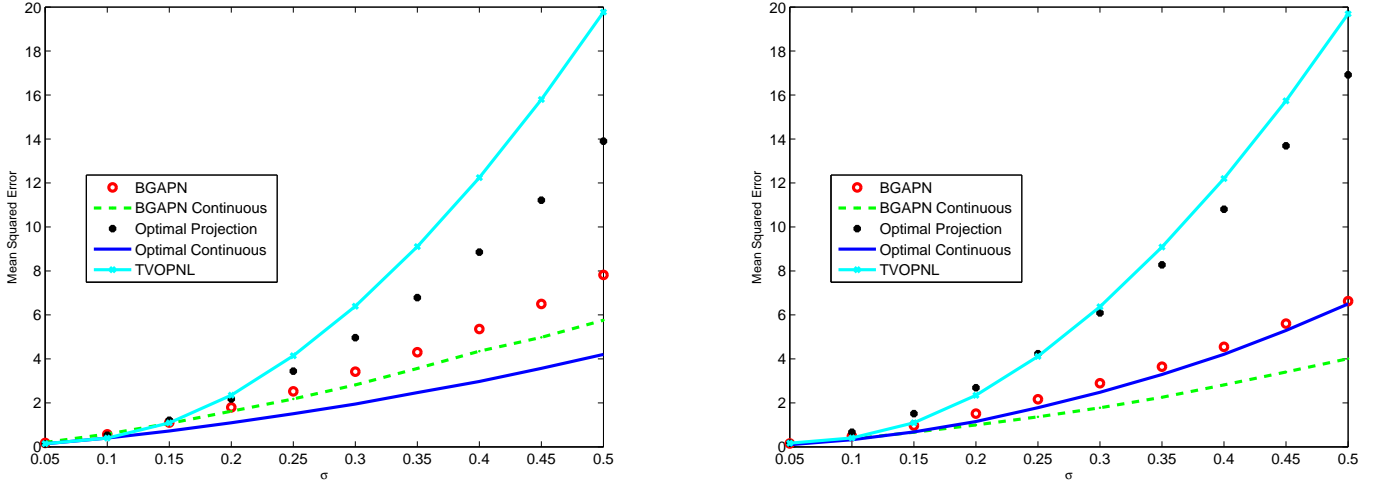 20
18
16
14
12
10
8
6
4
2
0
Mean Squared Error
BGAPN
BGAPN Continuous
Optimal Projection
Optimal Continuous
TVOPNL
0.05 0.1 0.15 0.2 0.25 0.3 0.35 0.4 0.45 0.5
σ
20
18
16
14
12
10
8
6
4
2
0
Mean Squared Error
BGAPN
BGAPN Continuous
Optimal Projection
Optimal Continuous
TVOPNL
0.05 0.1 0.15 0.2 0.25 0.3 0.35 0.4 0.45 0.5
σ